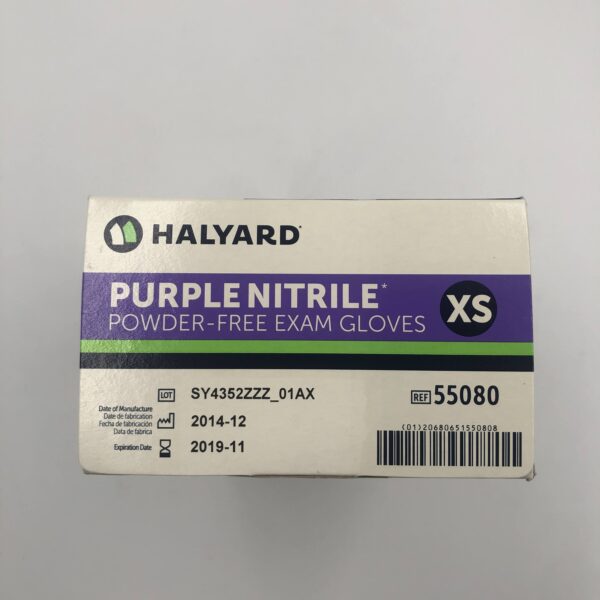 HALYARD
PURPLE NITRILE*
POWDER-FREE EXAM GLOVES
XS
LOT SY4352ZZZ_01AX
REF 55080
Date of Manufacture
Date de fabrication
Fecha de fabricación
Data de fabrica
2014-12
Expiration Date
2019-11
(01)20680651550808